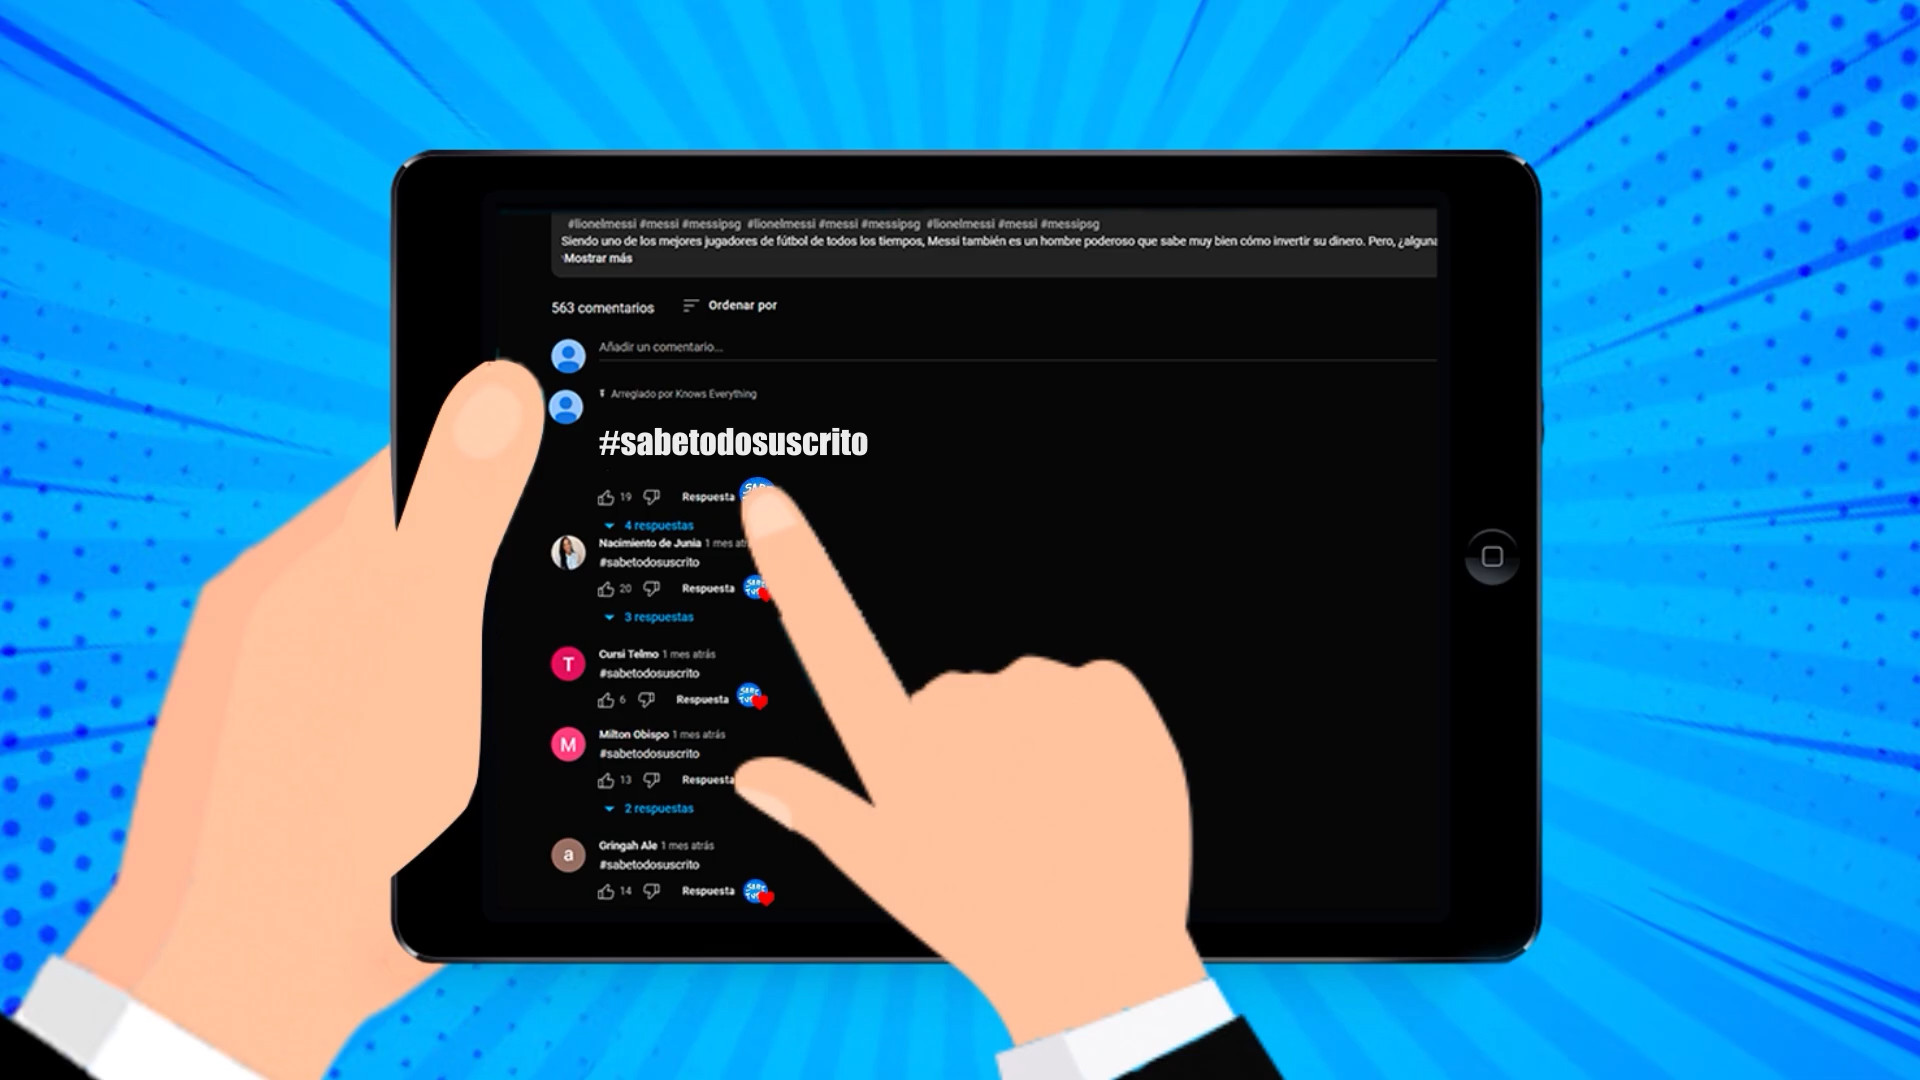 #lionelmessi #messi #messipsg #lionelmessi #messi #messipsg #lionelmessi #messi #messipsg
Siendo uno de los mejores jugadores de fútbol de todos los tiempos, Messi también es un hombre poderoso que sabe muy bien cómo invertir su dinero. Pero, ¿alguna
Mostrar más
563 comentarios Ordenar por
Añadir un comentario...
Arreglado por Knows Everything
#sabetodosuscrito
19 Respuesta
4 respuestas
Nacimiento de Junia 1 mes at
#sabetodosuscrito
20 Respuesta
3 respuestas
T
Cursi Telmo 1 mes atrás
#sabetodosuscrito
6 Respuesta
M
Milton Obispo 1 mes atrás
#sabetodosuscrito
13 Respuesta
2 respuestas
a
Gringah Ale 1 mes atrás
#sabetodosuscrito
14 Respuesta